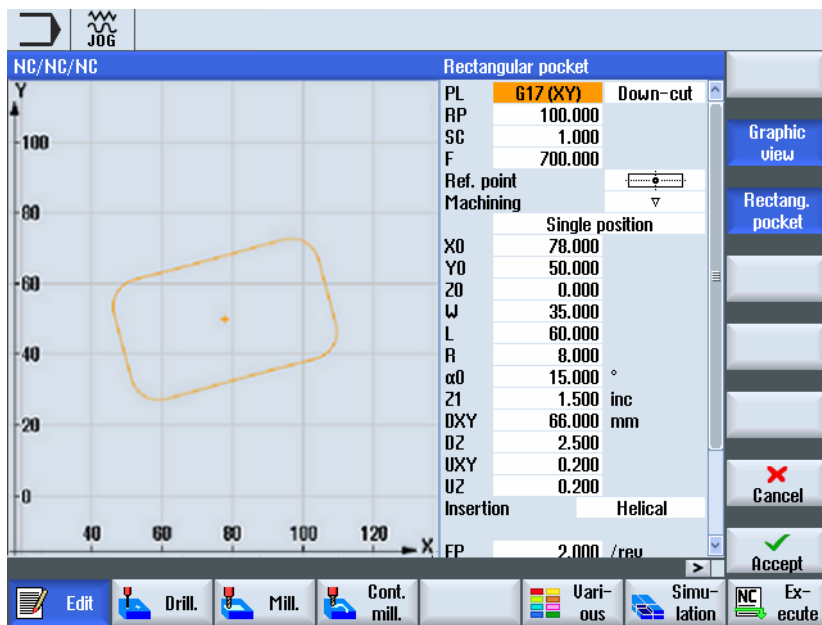 JOG
NC/NC/NC
Rectangular pocket
Y
100
80
60
40
20
0
40 60 80 100 120 X
PL G17 (XY) Down-cut
RP 100.000
SC 1.000
F 700.000
Ref. point
Machining
Single position
X0 78.000
Y0 50.000
Z0 0.000
W 35.000
L 60.000
R 8.000
α0 15.000 °
Z1 1.500 inc
DXY 66.000 mm
DZ 2.500
UXY 0.200
UZ 0.200
Insertion Helical
EP 2.000 /rev
>
Graphic
view
Rectang.
pocket
Cancel
Accept
Edit
Drill.
Mill.
Cont.
mill.
Vari-
ous
Simu-
lation
NC
Ex-
ecute